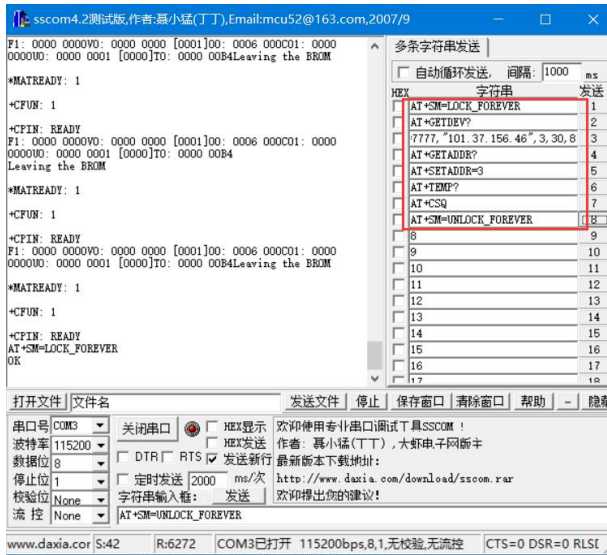 sscom4.2测试版,作者:聂小猛(丁丁),Email:mcu52@163.com,2007/9
F1: 0000 0000V0: 0000 0000 [0001]00: 0006 000C01: 0000
0000U0: 0000 0001 [0000]T0: 0000 00B4Leaving the BROM
*MATREADY: 1
+CFUN: 1
+CPIN: READY
F1: 0000 0000V0: 0000 0000 [0001]00: 0006 000C01: 0000
0000U0: 0000 0001 [0000]T0: 0000 00B4
Leaving the BROM
*MATREADY: 1
+CFUN: 1
+CPIN: READY
F1: 0000 0000V0: 0000 0000 [0001]00: 0006 000C01: 0000
0000U0: 0000 0001 [0000]T0: 0000 00B4Leaving the BROM
*MATREADY: 1
+CFUN: 1
+CPIN: READY
AT+SM=LOCK_FOREVER
OK
多条字符串发送
自动循环发送, 间隔: 1000 ms
HEX 字符串 发送
AT+SM=LOCK_FOREVER 1
AT+GETDEV? 2
7777, "101.37.156.46",3,30,8 3
AT+GETADDR? 4
AT+SETADDR=3 5
AT+TEMP? 6
AT+CSQ 7
AT+SM=UNLOCK_FOREVER 8
8 9
9 10
10 11
11 12
12 13
13 14
14 15
15 16
16 17
17 18
打开文件 文件名 发送文件 停止 保存窗口 清除窗口 帮助 - 隐藏
串口号 COM3 关闭串口 HEX显示
波特率 115200 HEX发送
数据位 8 DTR RTS 发送新行
停止位 1 定时发送 2000 ms/次
校验位 None 字符串输入框: 发送
流 控 None AT+SM=UNLOCK_FOREVER
欢迎使用专业串口调试工具SSCOM !
作者: 聂小猛(丁丁),大虾电子网版主
最新版本下载地址:
http://www.daxia.com/download/sscom.rar
欢迎提出您的建议!
www.daxia.cor S:42 R:6272 COM3已打开 115200bps,8,1,无校验,无流控 CTS=0 DSR=0 RLSI